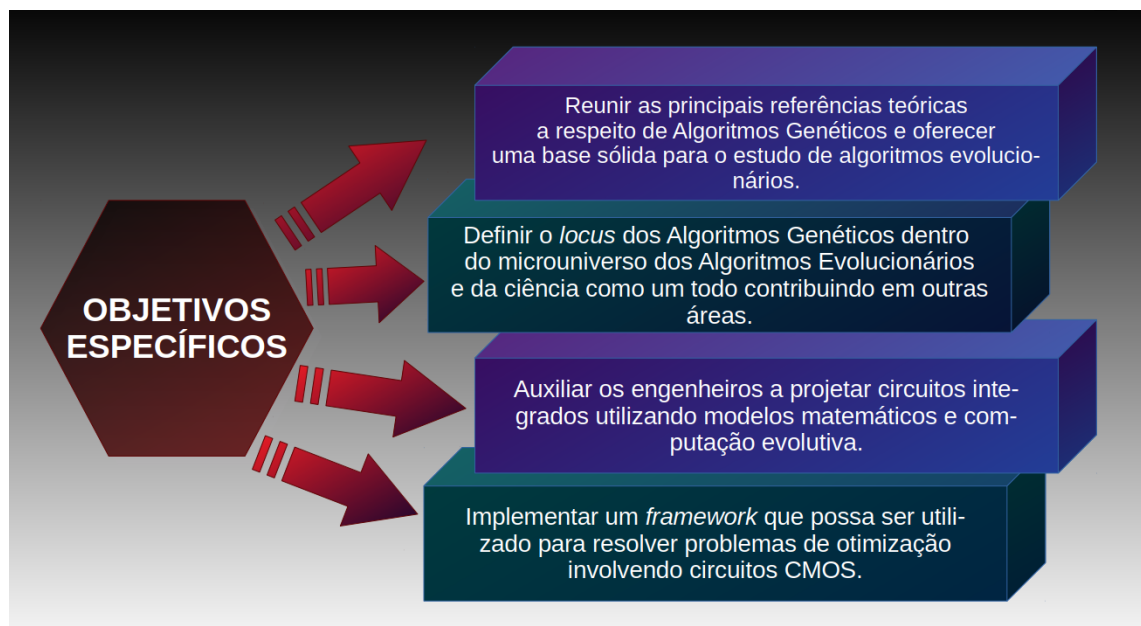 OBJETIVOS
ESPECÍFICOS
Reunir as principais referências teóricas
a respeito de Algoritmos Genéticos e oferecer
uma base sólida para o estudo de algoritmos evolucio-
nários.
Definir o locus dos Algoritmos Genéticos dentro
do microuniverso dos Algoritmos Evolucionários
e da ciência como um todo contribuindo em outras
áreas.
Auxiliar os engenheiros a projetar circuitos inte-
grados utilizando modelos matemáticos e com-
putação evolutiva.
Implementar um framework que possa ser utili-
zado para resolver problemas de otimização
involvendo circuitos CMOS.